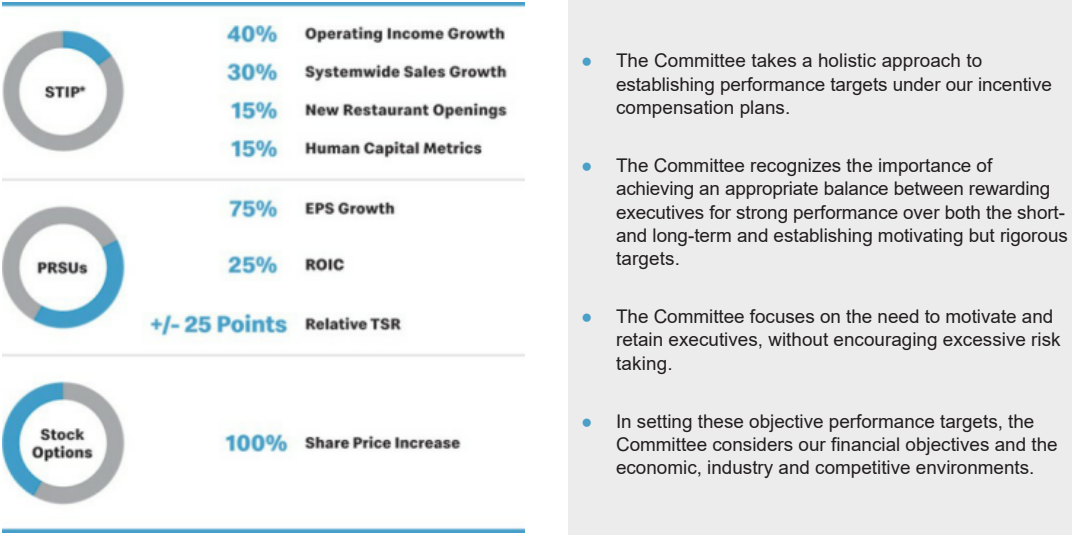 STIP*
40% Operating Income Growth
30% Systemwide Sales Growth
15% New Restaurant Openings
15% Human Capital Metrics
PRSUs
75% EPS Growth
25% ROIC
+/- 25 Points Relative TSR
Stock
Options
100% Share Price Increase
• The Committee takes a holistic approach to
establishing performance targets under our incentive
compensation plans.
• The Committee recognizes the importance of
achieving an appropriate balance between rewarding
executives for strong performance over both the short-
and long-term and establishing motivating but rigorous
targets.
• The Committee focuses on the need to motivate and
retain executives, without encouraging excessive risk
taking.
• In setting these objective performance targets, the
Committee considers our financial objectives and the
economic, industry and competitive environments.